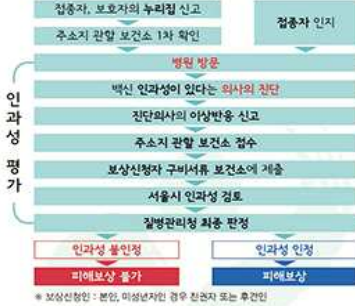 접종자, 보호자의 누리집 신고
접종자 인지
주소지 관할 보건소 1차 확인
병원 방문
백신 인과성이 있다는 의사의 진단
진단의사의 이상반응 신고
주소지 관할 보건소 접수
보상신청자 구비서류 보건소에 제출
서울시 인과성 검토
질병관리청 최종 판정
인과성 평가
인과성 불인정
인과성 인정
피해보상 불가
피해보상
※ 보상신청인 : 본인, 미성년자인 경우 친권자 또는 후견인